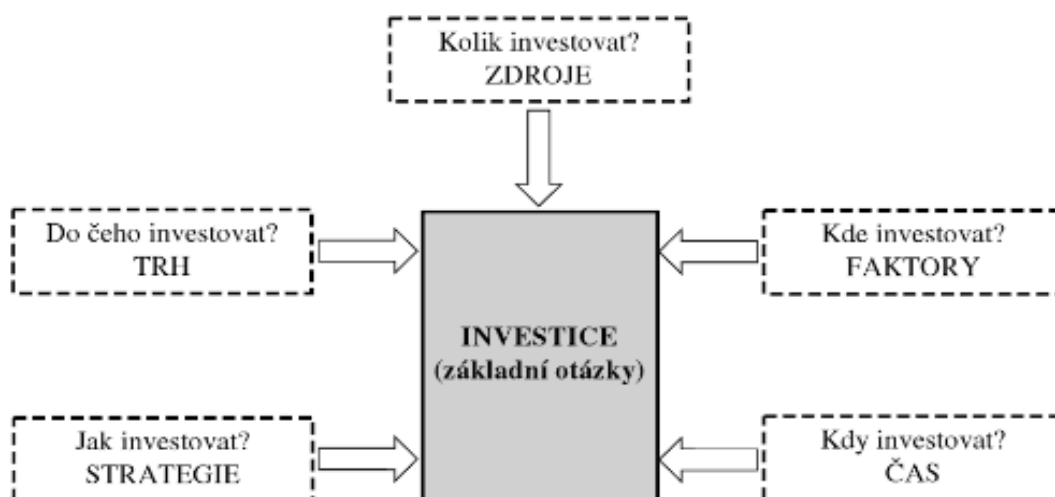 Kolik investovat?
ZDROJE
Do čeho investovat?
TRH
Kde investovat?
FAKTORY
INVESTICE
(základní otázky)
Jak investovat?
STRATEGIE
Kdy investovat?
ČAS